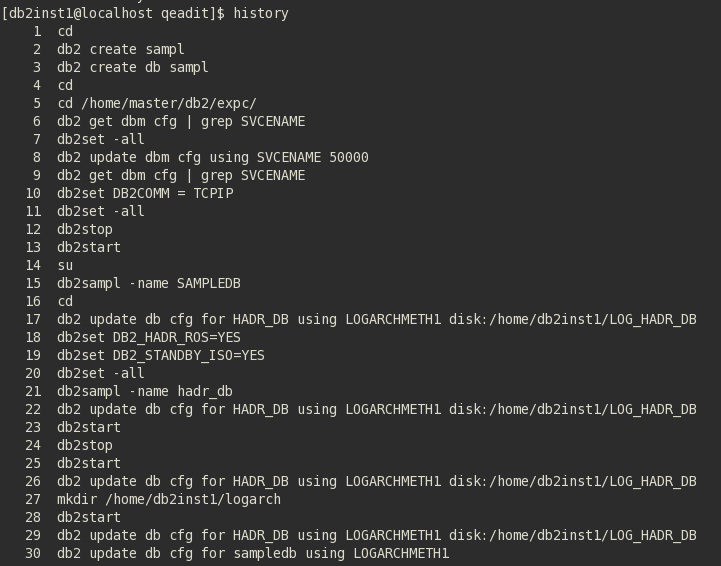 [db2inst1@localhost qeadit]$ history
1 cd
2 db2 create sampl
3 db2 create db sampl
4 cd
5 cd /home/master/db2/expc/
6 db2 get dbm cfg | grep SVCENAME
7 db2set -all
8 db2 update dbm cfg using SVCENAME 50000
9 db2 get dbm cfg | grep SVCENAME
10 db2set DB2COMM = TCPIP
11 db2set -all
12 db2stop
13 db2start
14 su
15 db2sampl -name SAMPLEDB
16 cd
17 db2 update db cfg for HADR_DB using LOGARCHMETH1 disk:/home/db2inst1/LOG_HADR_DB
18 db2set DB2_HADR_ROS=YES
19 db2set DB2_STANDBY_ISO=YES
20 db2set -all
21 db2sampl -name hadr_db
22 db2 update db cfg for HADR_DB using LOGARCHMETH1 disk:/home/db2inst1/LOG_HADR_DB
23 db2start
24 db2stop
25 db2start
26 db2 update db cfg for HADR_DB using LOGARCHMETH1 disk:/home/db2inst1/LOG_HADR_DB
27 mkdir /home/db2inst1/logarch
28 db2start
29 db2 update db cfg for HADR_DB using LOGARCHMETH1 disk:/home/db2inst1/LOG_HADR_DB
30 db2 update db cfg for sampledb using LOGARCHMETH1